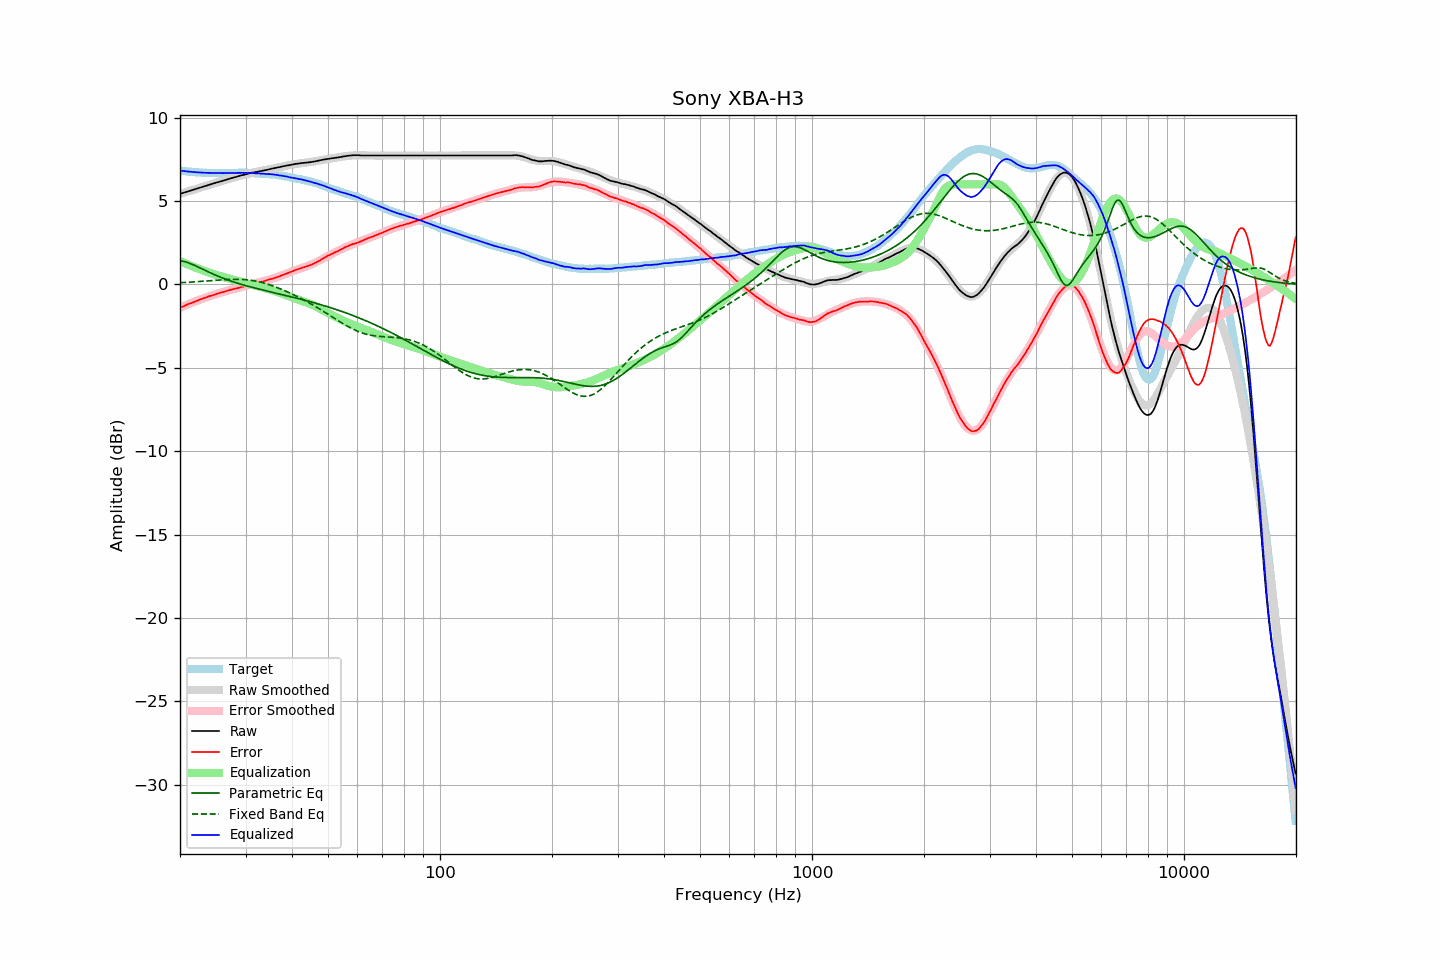 Sony XBA-H3
10
5
0
−5
−10
−15
−20
−25
−30
Amplitude (dBr)
Target
Raw Smoothed
Error Smoothed
Raw
Error
Equalization
Parametric Eq
Fixed Band Eq
Equalized
100
1000
10000
Frequency (Hz)